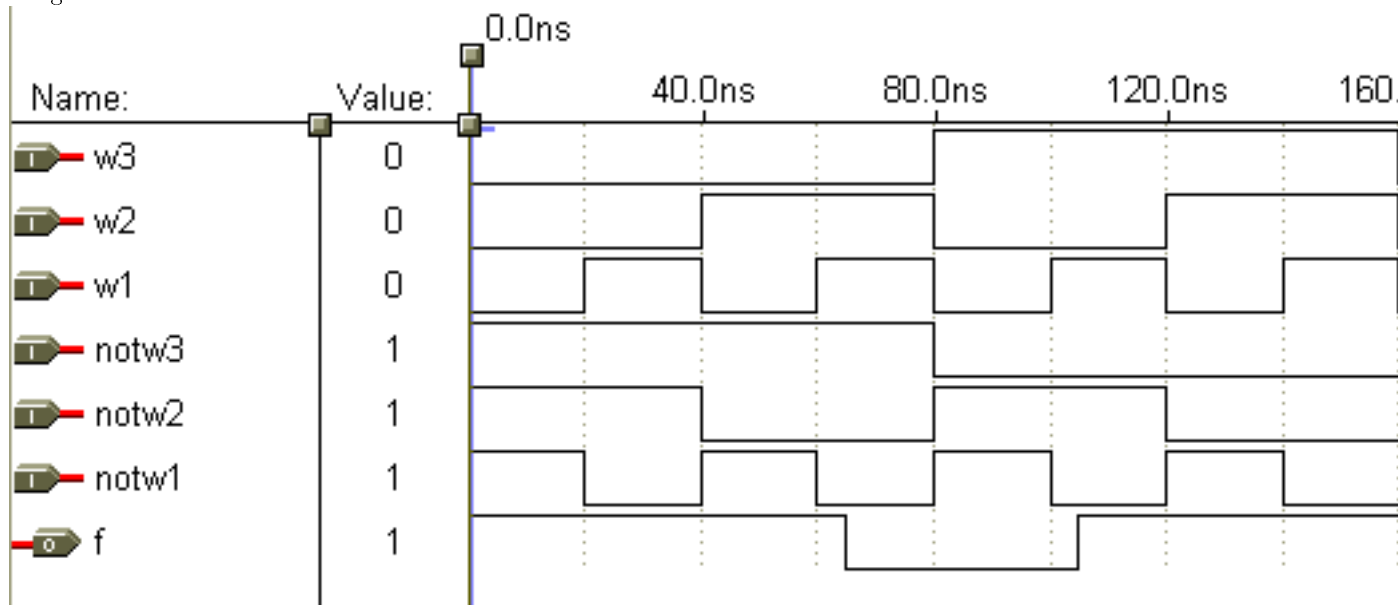 0.0ns
Name: Value: 40.0ns 80.0ns 120.0ns 160.
I w3 0
I w2 0
I w1 0
I notw3 1
I notw2 1
I notw1 1
O f 1